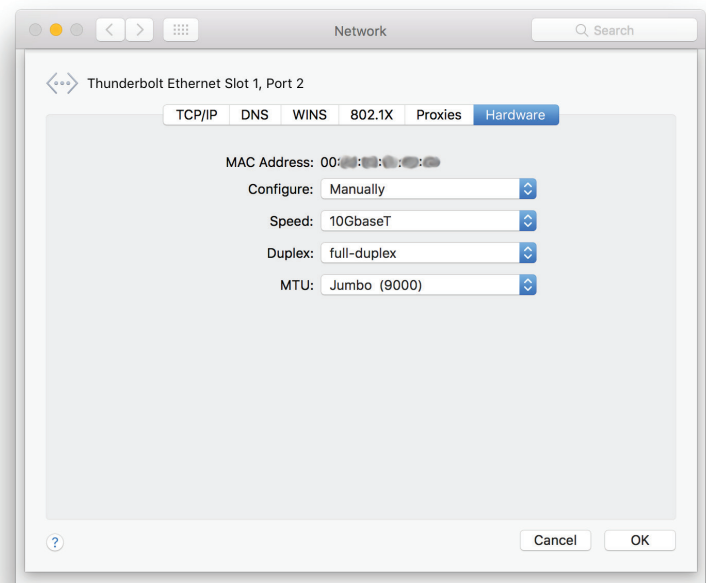 Network
Search
Thunderbolt Ethernet Slot 1, Port 2
TCP/IP DNS WINS 802.1X Proxies Hardware
MAC Address: 00:
Configure: Manually
Speed: 10GbaseT
Duplex: full-duplex
MTU: Jumbo (9000)
? Cancel OK